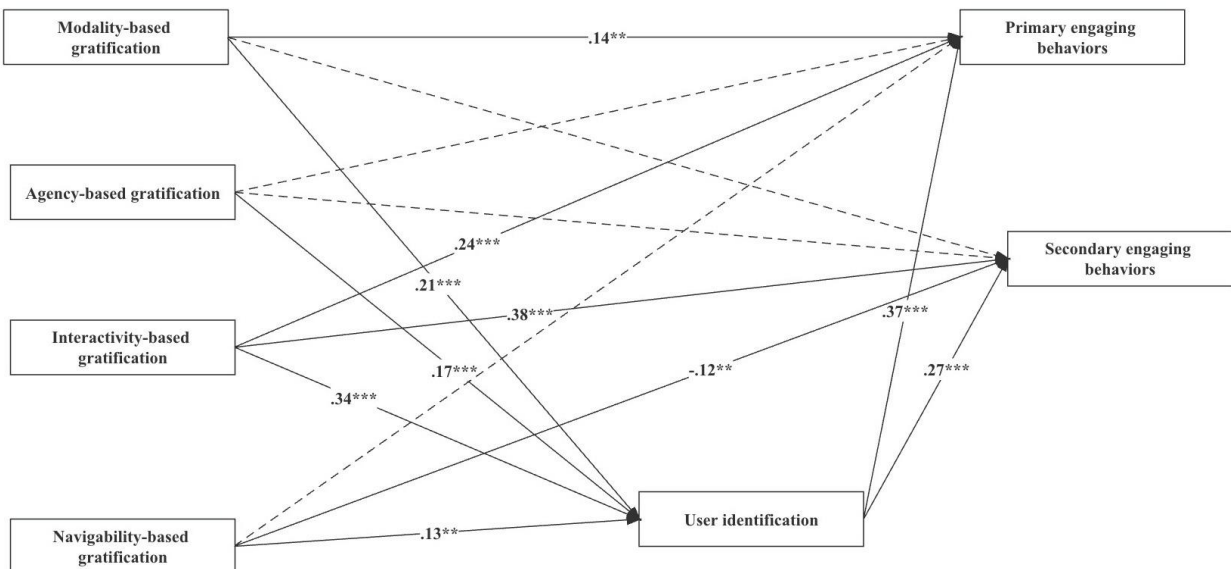 Modality-based
gratification
Primary engaging
behaviors
.14**
Agency-based gratification
.24***
Secondary engaging
behaviors
.21***
Interactivity-based
gratification
.38***
.37***
.17***
-.12**
.27***
.34***
User identification
.13**
Navigability-based
gratification